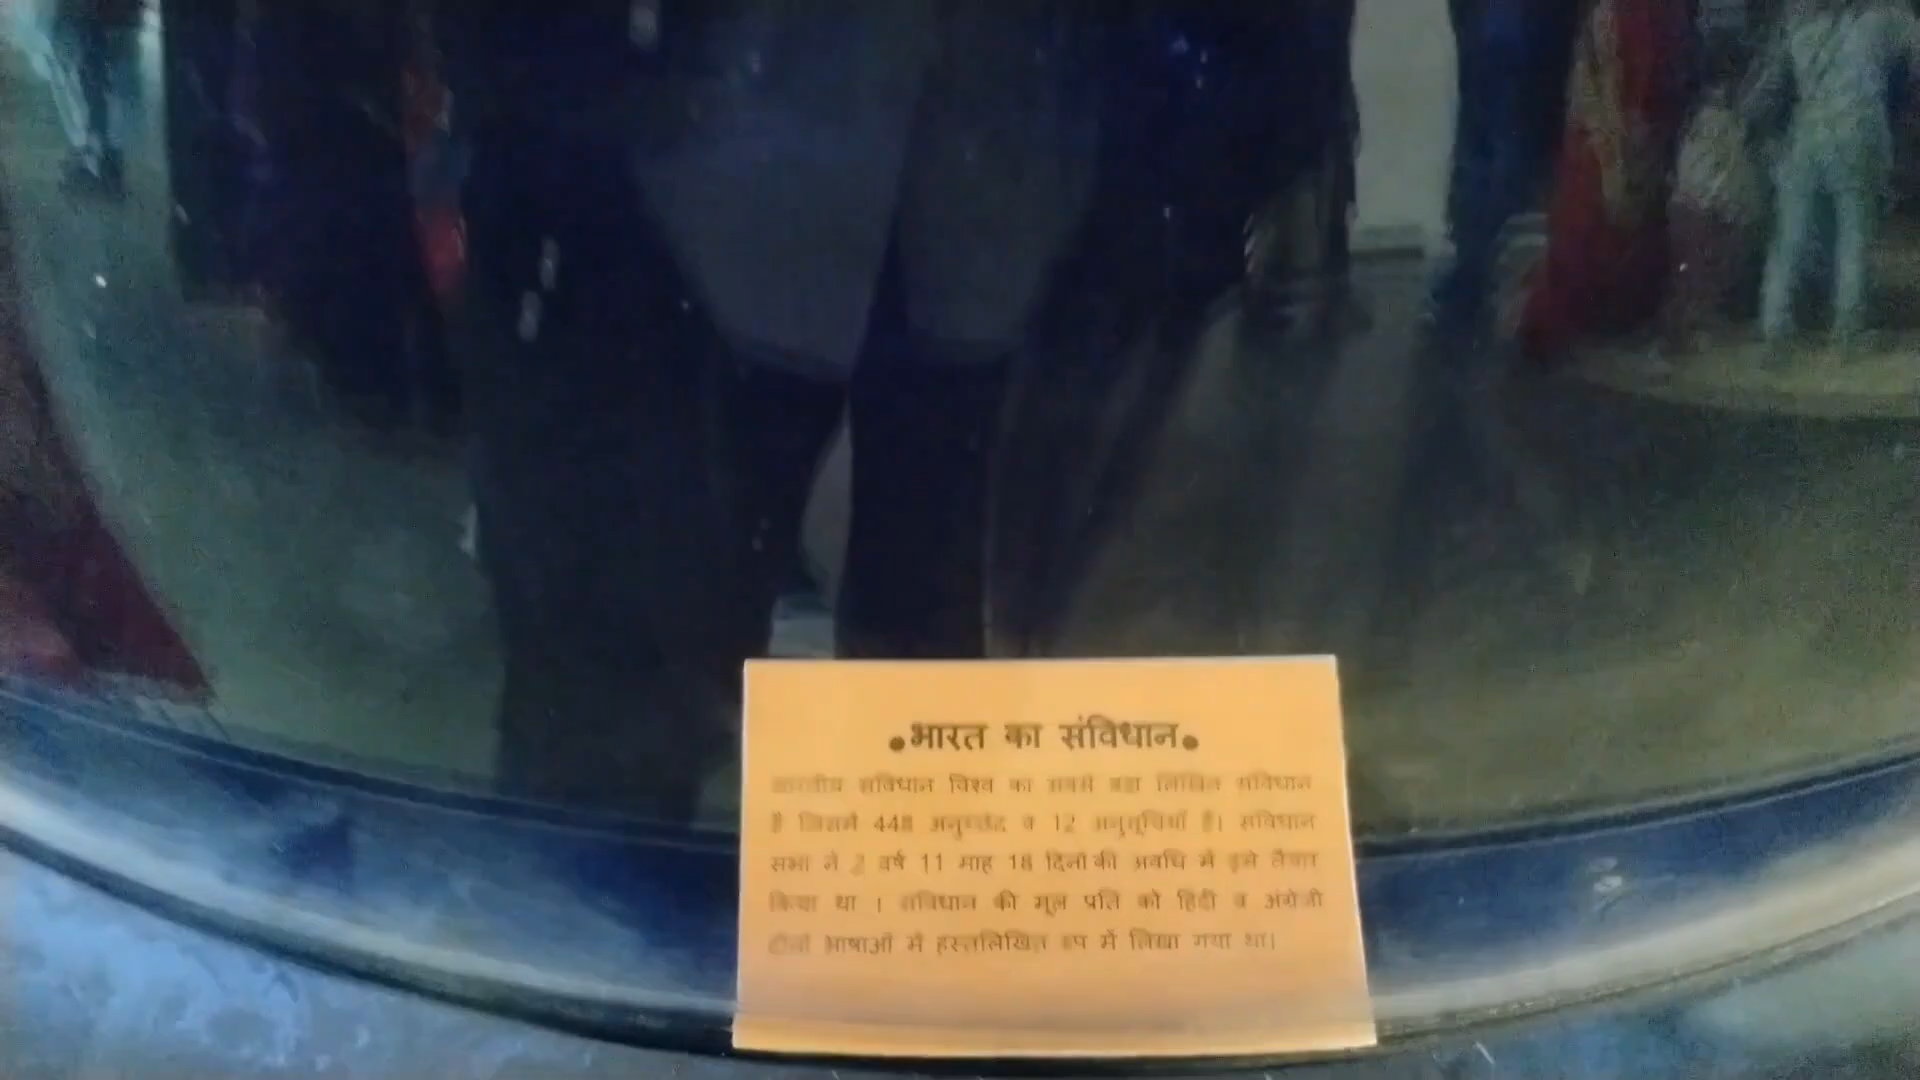 •भारत का संविधान•
भारतीय संविधान विश्व का सबसे बड़ा लिखित संविधान
है जिसमें 448 अनुच्छेद व 12 अनुसूचियाँ हैं। संविधान
सभा ने 2 वर्ष 11 माह 18 दिनों की अवधि में इसे तैयार
किया था । संविधान की मूल प्रति को हिंदी व अंग्रेजी
दोनों भाषाओं में हस्तलिखित रूप में लिखा गया था।